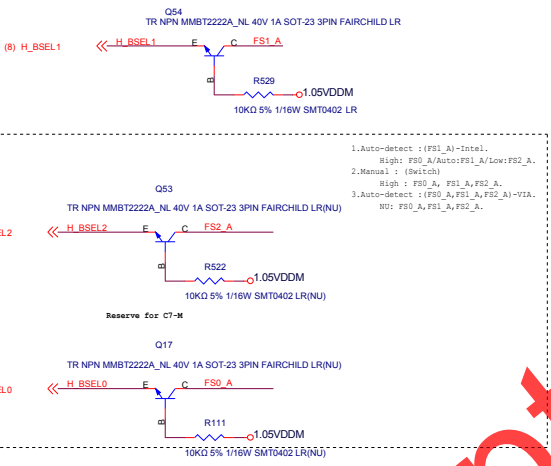 Q54
TR NPN MMBT2222A_NL 40V 1A SOT-23 3PIN FAIRCHILD LR
(8) H_BSEL1 H_BSEL1 E C FS1_A
B
R529
1.05VDDM
10KΩ 5% 1/16W SMT0402 LR
1.Auto-detect :(FS1_A)-Intel.
High: FS0_A/Auto:FS1_A/Low:FS2_A.
2.Manual : (Switch)
High : FS0_A, FS1_A,FS2_A.
3.Auto-detect :(FS0_A,FS1_A,FS2_A)-VIA.
NU: FS0_A,FS1_A,FS2_A.
Q53
TR NPN MMBT2222A_NL 40V 1A SOT-23 3PIN FAIRCHILD LR(NU)
EL2 H_BSEL2 E C FS2_A
B
R522
1.05VDDM
10KΩ 5% 1/16W SMT0402 LR(NU)
Reserve for C7-M
Q17
TR NPN MMBT2222A_NL 40V 1A SOT-23 3PIN FAIRCHILD LR(NU)
EL0 H_BSEL0 E C FS0_A
B
R111
1.05VDDM
10KΩ 5% 1/16W SMT0402 LR(NU)
ot